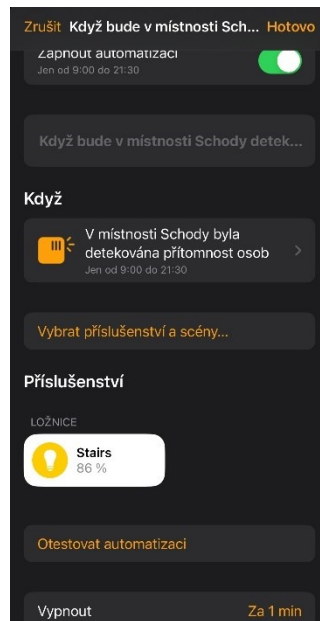 Zrušit Když bude v místnosti Sch... Hotovo
Zapnout automatizaci
Jen od 9:00 do 21:30
Když bude v místnosti Schody detek...
Když
V místnosti Schody byla
detekována přítomnost osob
Jen od 9:00 do 21:30
Vybrat příslušenství a scény...
Příslušenství
LOŽNICE
Stairs
86 %
Otestovat automatizaci
Vypnout Za 1 min